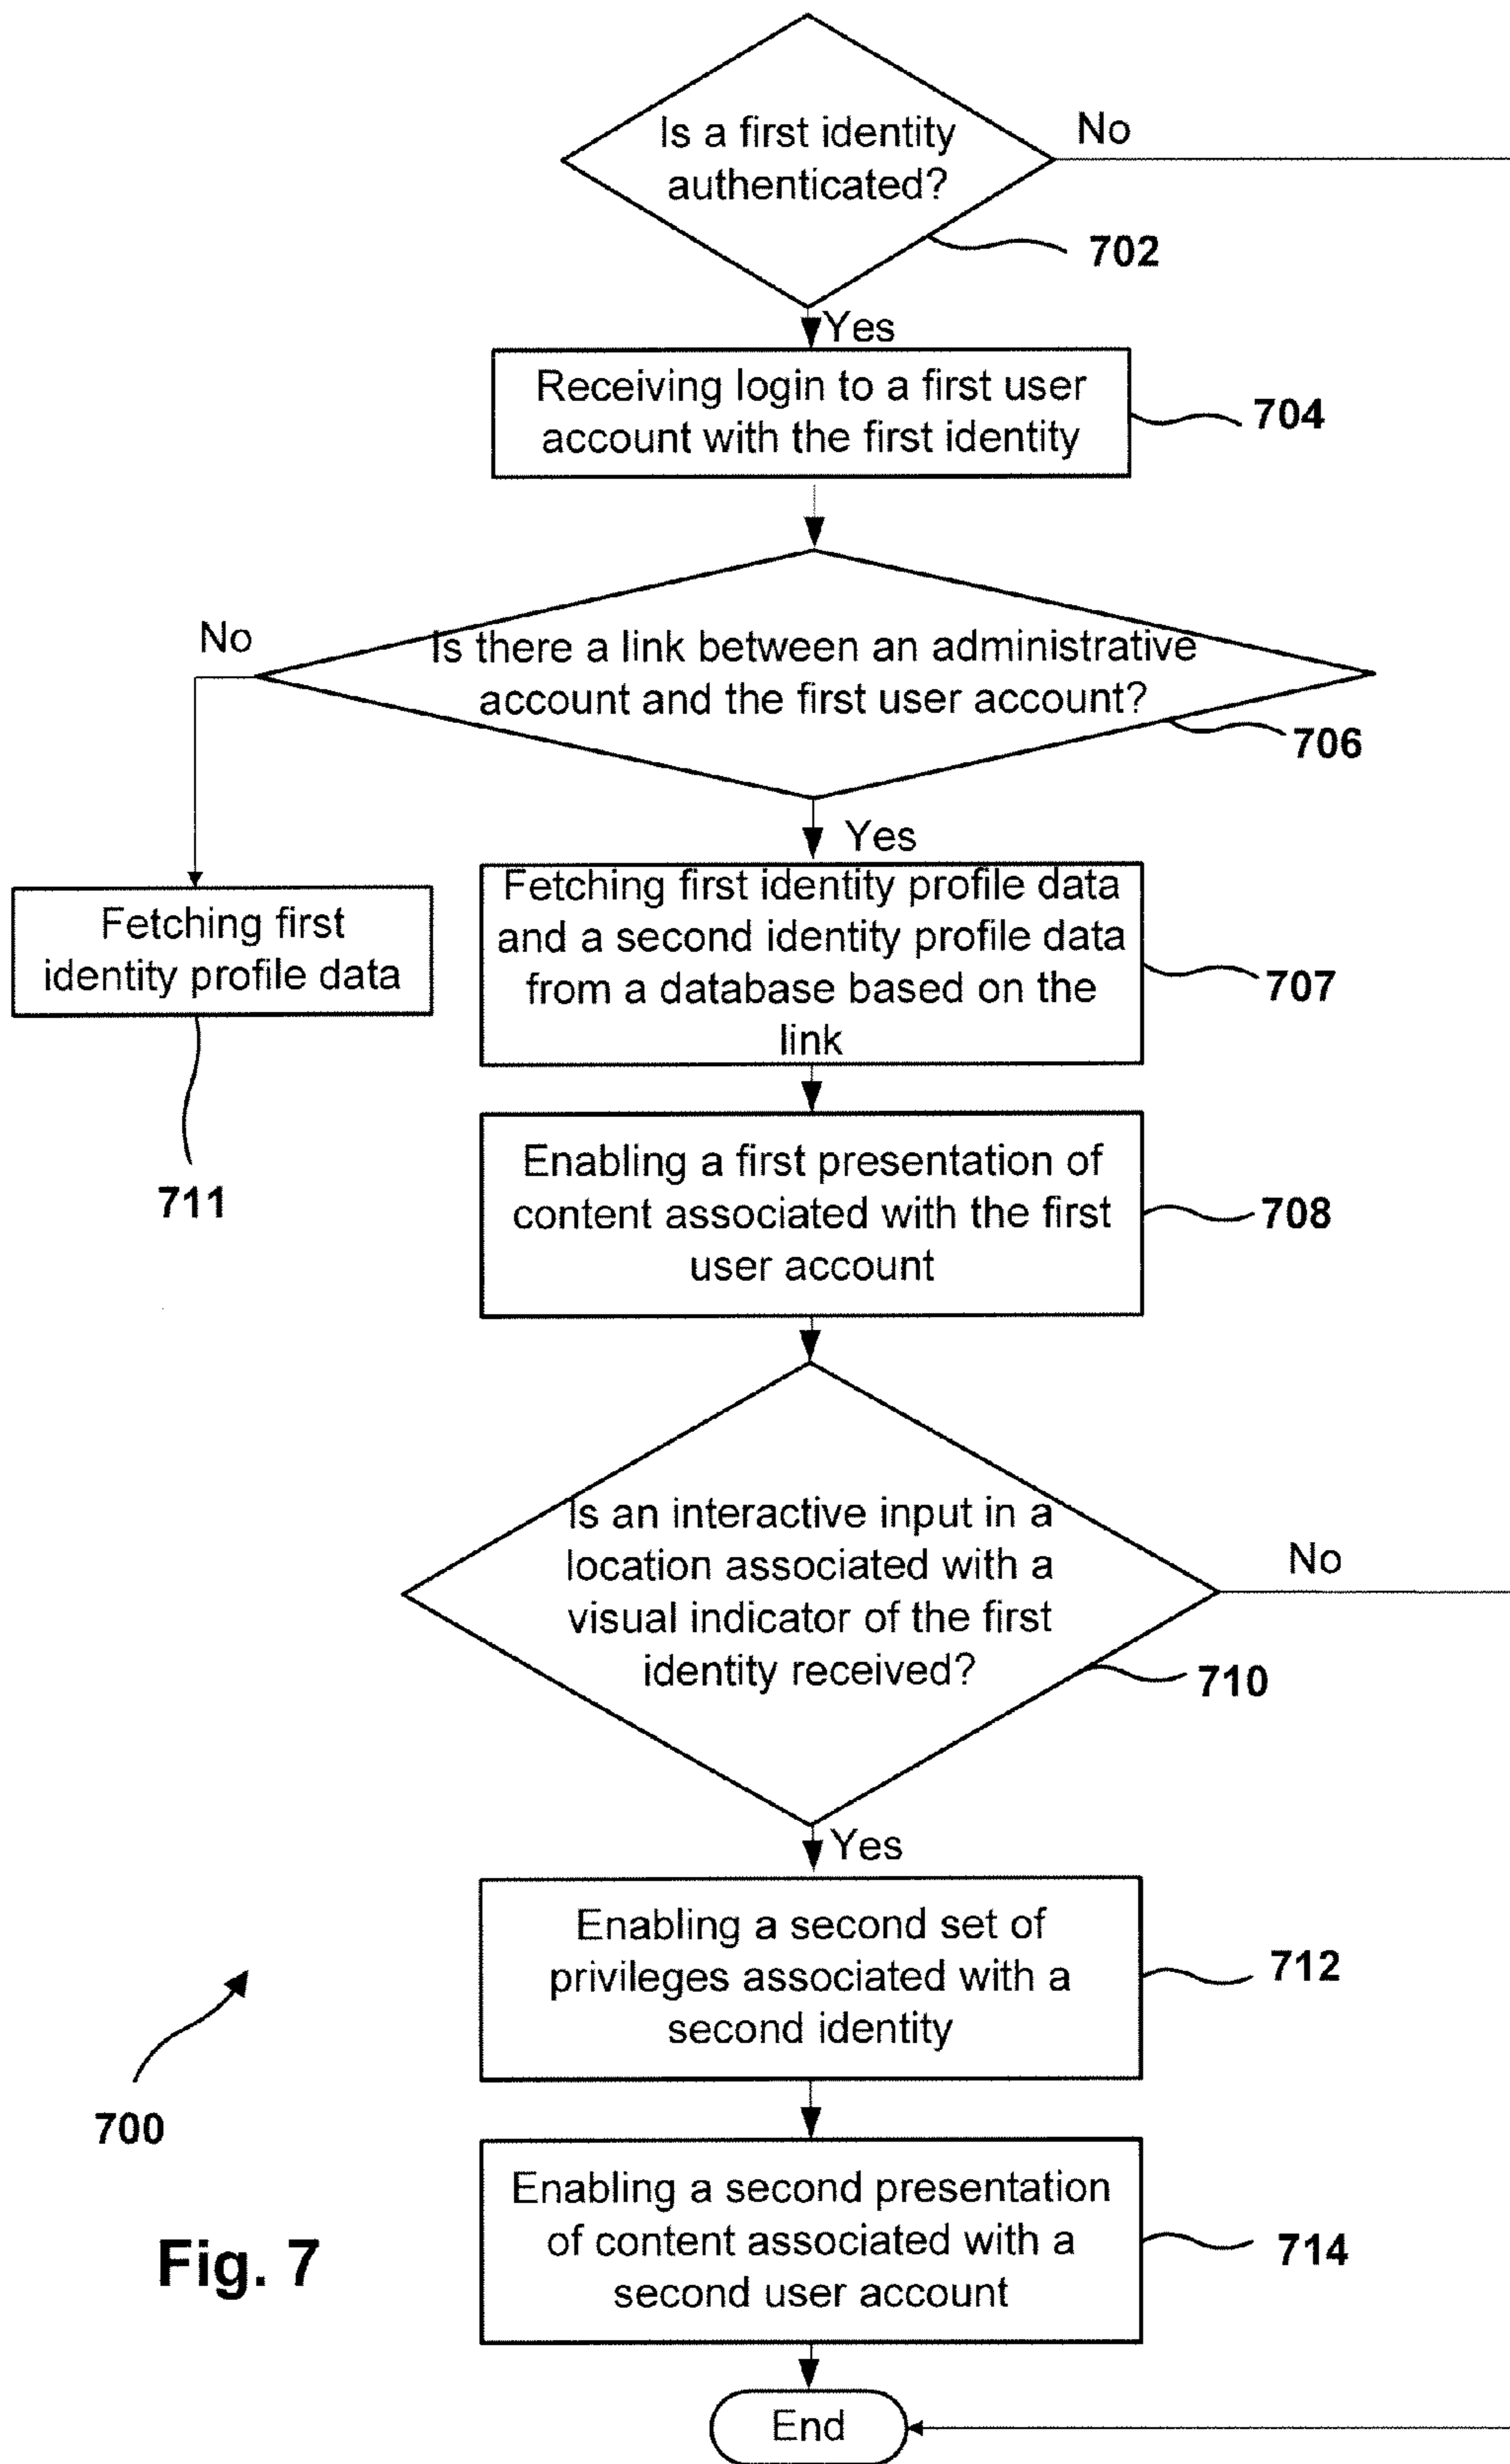 Is a first identity
authenticated?
No
702
Yes
Receiving login to a first user
account with the first identity
704
No
Is there a link between an administrative
account and the first user account?
706
Yes
Fetching first
identity profile data
711
Fetching first identity profile data
and a second identity profile data
from a database based on the
link
707
Enabling a first presentation of
content associated with the first
user account
708
Is an interactive input in a
location associated with a
visual indicator of the first
identity received?
No
710
Yes
Enabling a second set of
privileges associated with a
second identity
712
700
Enabling a second presentation
of content associated with a
second user account
714
Fig. 7
End